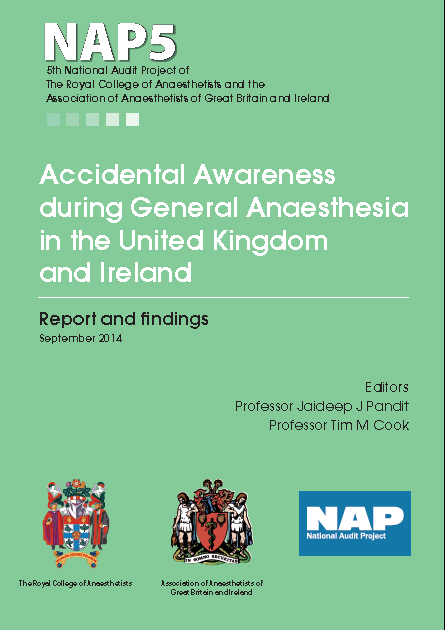 NAP5
5th National Audit Project of
The Royal College of Anaesthetists and the
Association of Anaesthetists of Great Britain and Ireland
Accidental Awareness
during General Anaesthesia
in the United Kingdom
and Ireland
Report and findings
September 2014
Editors
Professor Jaideep J Pandit
Professor Tim M Cook
NAP
National Audit Project
IN SOMNO SECURITAS
The Royal College of Anaesthetists
Association of Anaesthetists of
Great Britain and Ireland